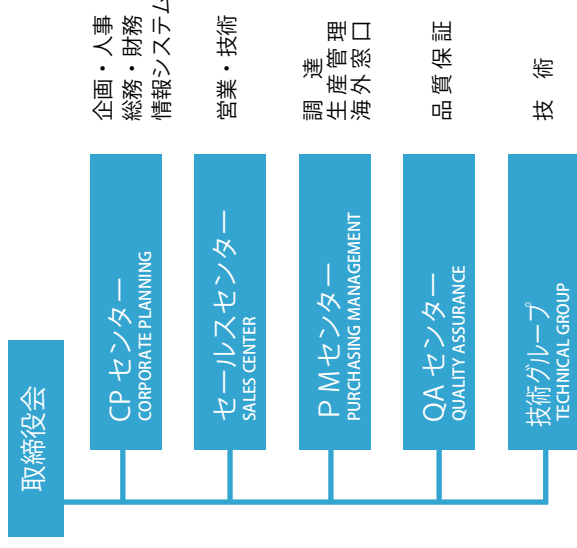 取締役会
CP センター
CORPORATE PLANNING
企画・人事
総務・財務
情報システム
セールスセンター
SALES CENTER
営業・技術
PMセンター
PURCHASING MANAGEMENT
調達
生産管理
海外窓口
QA センター
QUALITY ASSURANCE
品質保証
技術グループ
TECHNICAL GROUP
技術